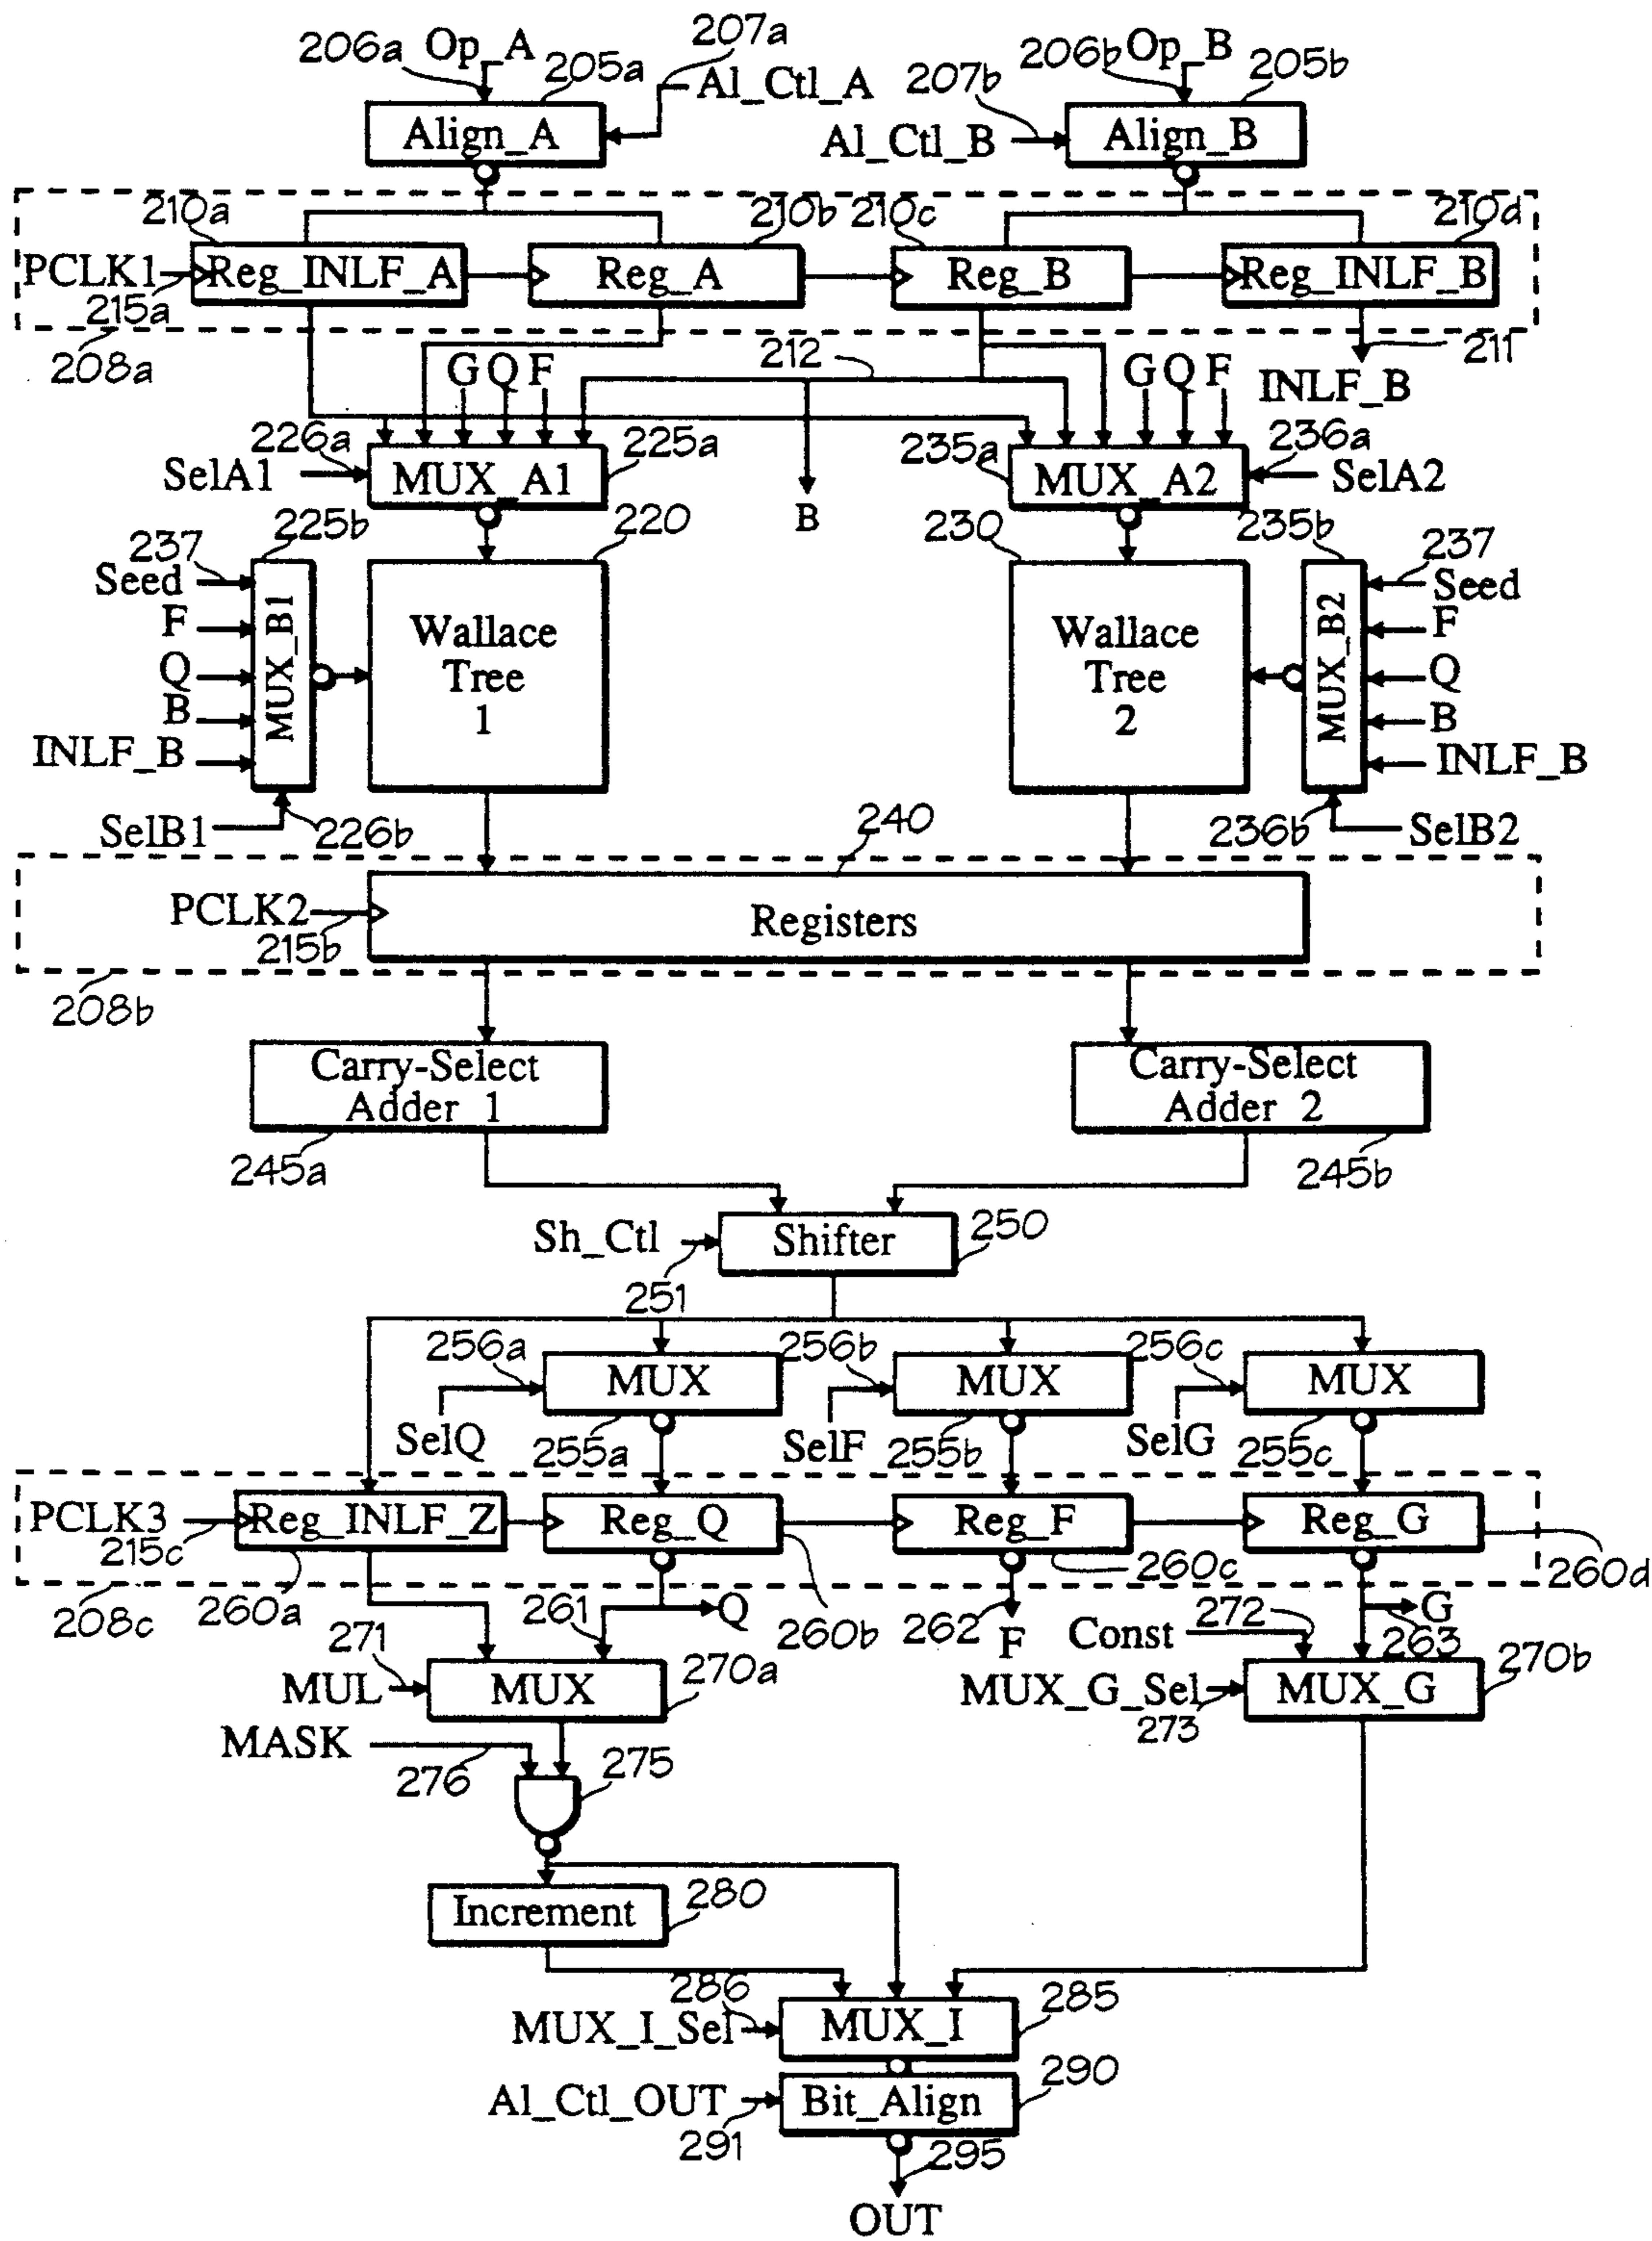 206a Op_A 205a 207a 206b Op_B 205b
Al_Ctl_A 207b
Align_A Al_Ctl_B Align_B
210a 210b 210c 210d
PCLK1 Reg_INLF_A Reg_A Reg_B Reg_INLF_B
215a
208a G Q F 212 G Q F 211
INLF_B
226a 225a 235a 236a
SelA1 MUX_A1 MUX_A2 SelA2
B
225b 220 230 235b
237 237
Seed Seed
F MUX_B1 Wallace Wallace MUX_B2 F
Q Tree Tree Q
B 1 2 B
INLF_B INLF_B
SelB1 226b 240 236b SelB2
PCLK2 Registers
215b
208b
Carry-Select Carry-Select
Adder 1 Adder 2
245a 245b
Sh_Ctl Shifter 250
251
256a 256b 256c
MUX MUX MUX
SelQ 255a SelF 255b SelG 255c
PCLK3 Reg_INLF_Z Reg_Q Reg_F Reg_G
215c 260c 260d
208c 260a 261 Q 260b 262 F 272 G
271 Const 263
MUL MUX 270a MUX_G_Sel MUX_G 270b
273
MASK
276 275
Increment 280
286 285
MUX_I_Sel MUX_I
290
Al_Ctl_OUT Bit_Align
291 295
OUT